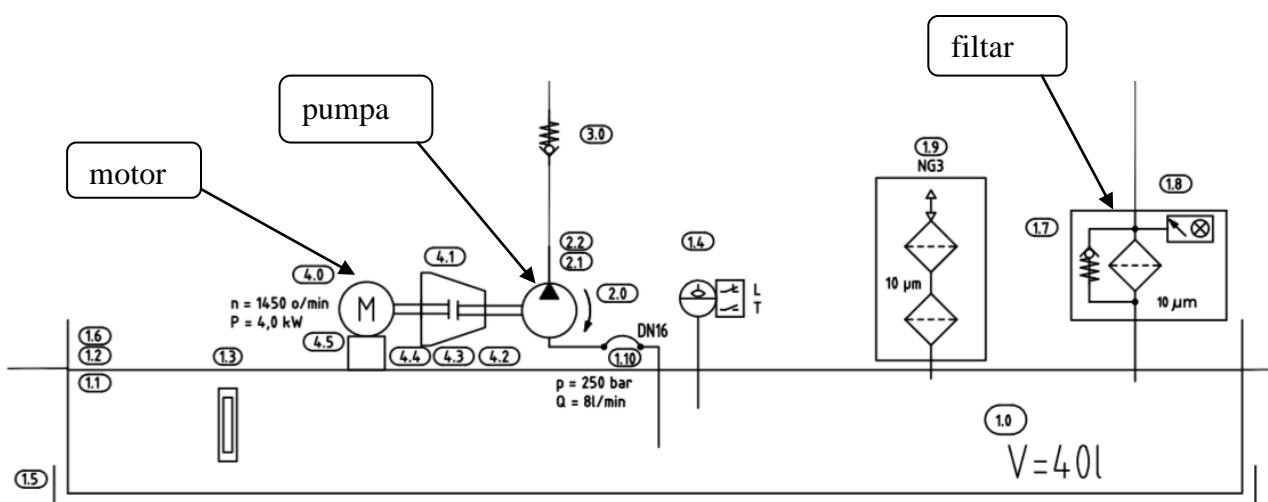 filtar
pumpa
motor
3.0
1.9
NG3
1.8
1.7
2.2
2.1
1.4
4.1
4.0
2.0
n = 1450 o/min
P = 4,0 kW
M
L
T
10 µm
10 µm
DN16
1.6
1.2
1.3
4.5
4.4
4.3
4.2
1.10
1.1
p = 250 bar
Q = 8l/min
1.0
V=40l
1.5